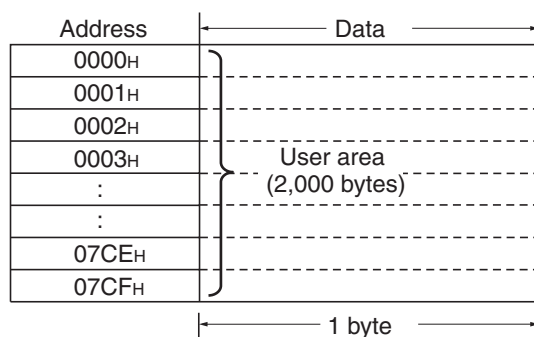 Address Data
0000H
0001H
0002H
0003H
:
:
07CEH
07CFH
User area
(2,000 bytes)
1 byte